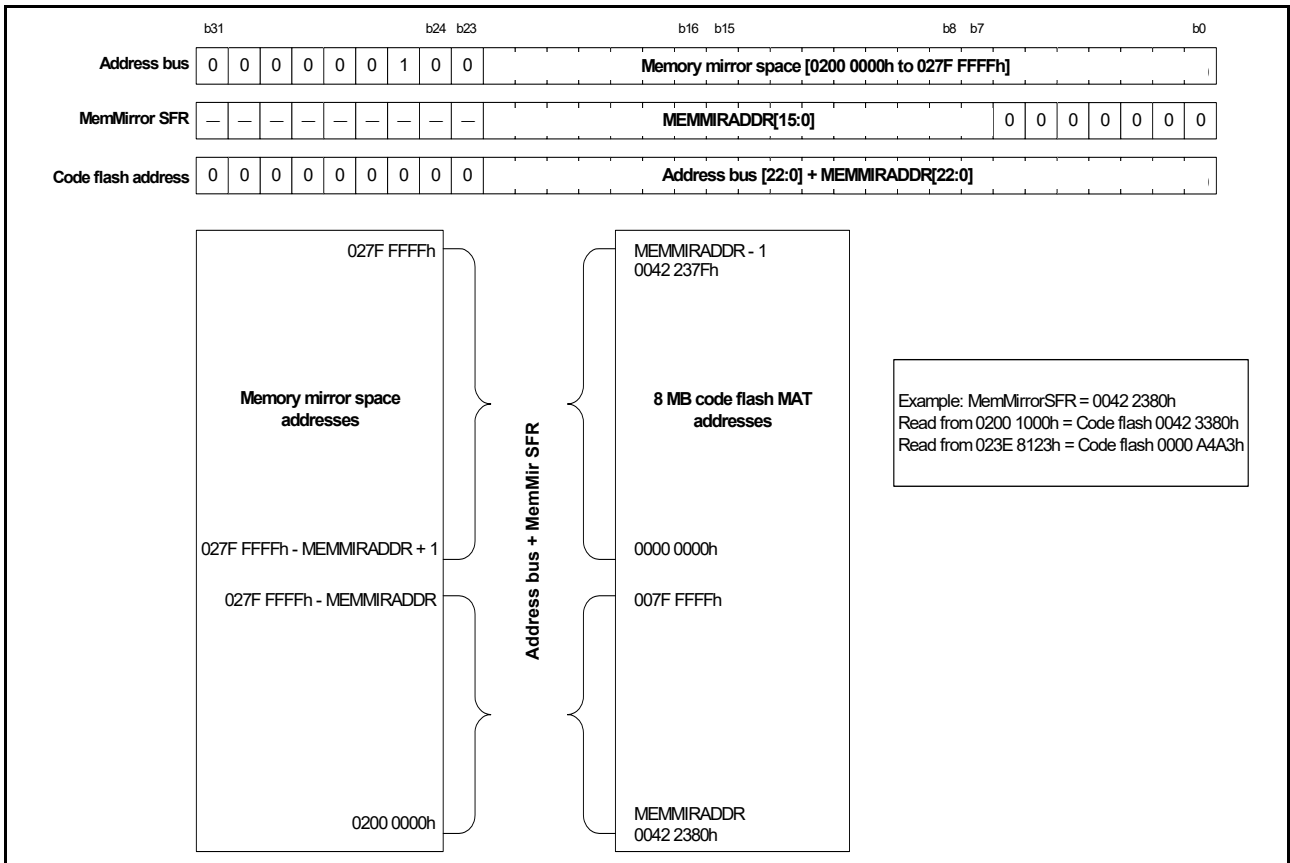 b31 b24 b23 b16 b15 b8 b7 b0
Address bus 0 0 0 0 0 0 1 0 0 Memory mirror space [0200 0000h to 027F FFFFh]
MemMirror SFR — — — — — — — — — MEMMIRADDR[15:0] 0 0 0 0 0 0 0
Code flash address 0 0 0 0 0 0 0 0 0 Address bus [22:0] + MEMMIRADDR[22:0]
027F FFFFh
Memory mirror space
addresses
027F FFFFh - MEMMIRADDR + 1
027F FFFFh - MEMMIRADDR
0200 0000h
Address bus + MemMir SFR
MEMMIRADDR - 1
0042 237Fh
8 MB code flash MAT
addresses
0000 0000h
007F FFFFh
MEMMIRADDR
0042 2380h
Example: MemMirrorSFR = 0042 2380h
Read from 0200 1000h = Code flash 0042 3380h
Read from 023E 8123h = Code flash 0000 A4A3h